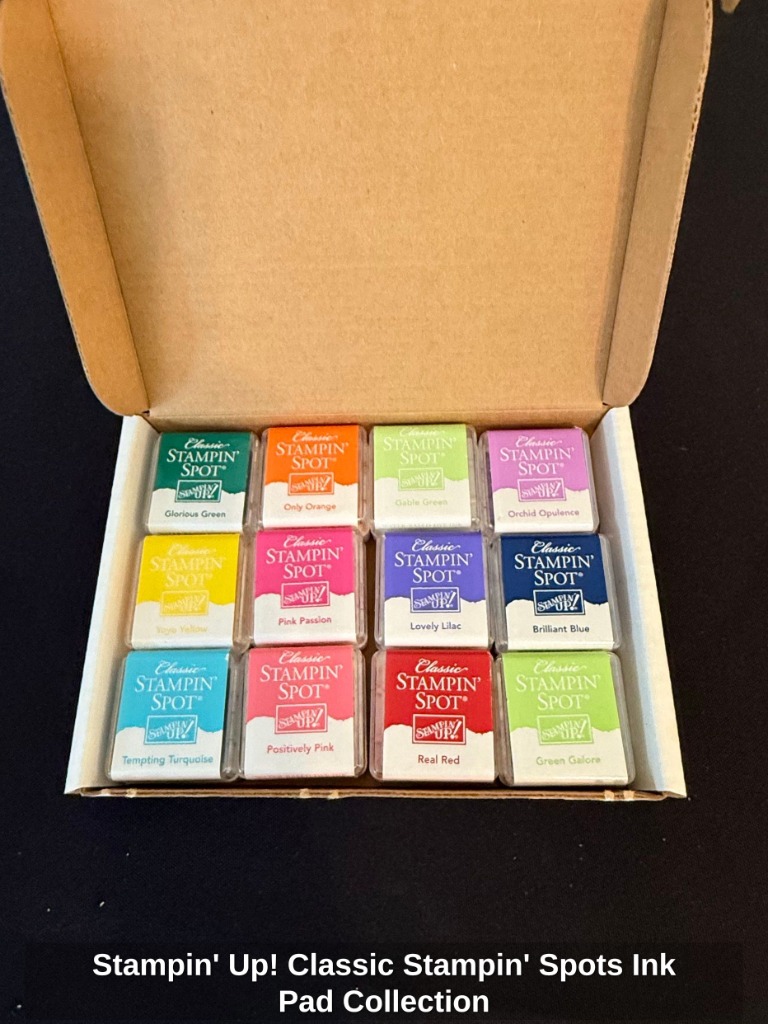 Classic
STAMPIN'
SPOT®
STAMPIN' UP!
Glorious Green
Classic
STAMPIN'
SPOT®
STAMPIN' UP!
Only Orange
Classic
STAMPIN'
SPOT®
STAMPIN' UP!
Gable Green
Classic
STAMPIN'
SPOT®
STAMPIN' UP!
Orchid Opulence
Classic
STAMPIN'
SPOT®
STAMPIN' UP!
Yoyo Yellow
Classic
STAMPIN'
SPOT®
STAMPIN' UP!
Pink Passion
Classic
STAMPIN'
SPOT®
STAMPIN' UP!
Lovely Lilac
Classic
STAMPIN'
SPOT®
STAMPIN' UP!
Brilliant Blue
Classic
STAMPIN'
SPOT®
STAMPIN' UP!
Tempting Turquoise
Classic
STAMPIN'
SPOT®
STAMPIN' UP!
Positively Pink
Classic
STAMPIN'
SPOT®
STAMPIN' UP!
Real Red
Classic
STAMPIN'
SPOT®
STAMPIN' UP!
Green Galore
Stampin' Up! Classic Stampin' Spots Ink
Pad Collection